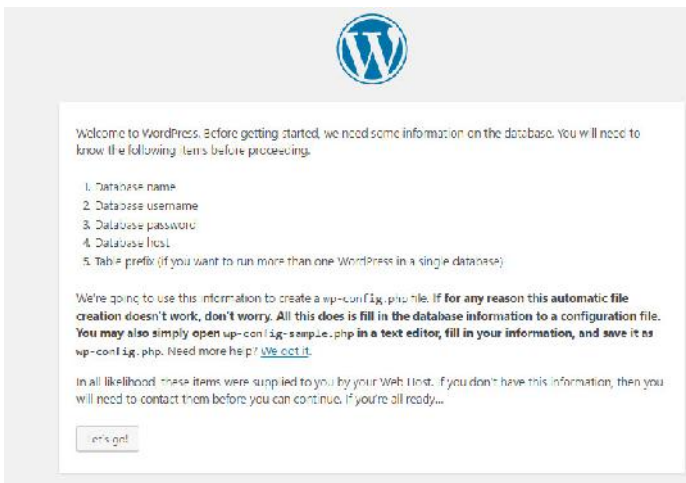 Welcome to WordPress. Before getting started, we need some information on the database. You will need to
know the following items before proceeding.
1. Database name
2. Database username
3. Database password
4. Database host
5. Table prefix (if you want to run more than one WordPress in a single database)
We're going to use this information to create a wp-config.php file. If for any reason this automatic file
creation doesn't work, don't worry. All this does is fill in the database information to a configuration file.
You may also simply open wp-config-sample.php in a text editor, fill in your information, and save it as
wp-config.php. Need more help? We got it.
In all likelihood, these items were supplied to you by your Web Host. If you don't have this information, then you
will need to contact them before you can continue. If you're all ready...
Let's go!